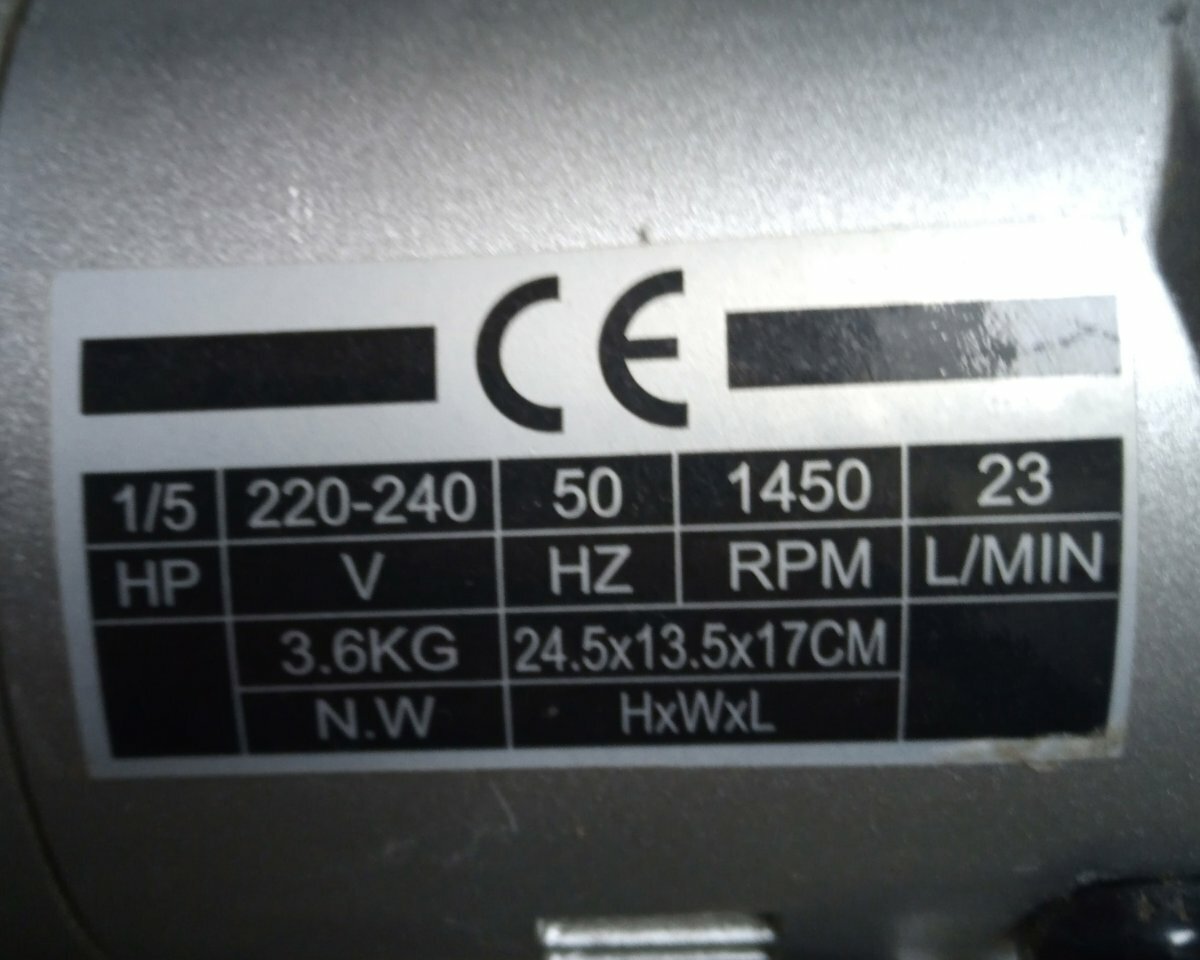 CE
1/5 220-240 50 1450 23
HP V HZ RPM L/MIN
3.6KG 24.5x13.5x17CM
N.W HxWxL